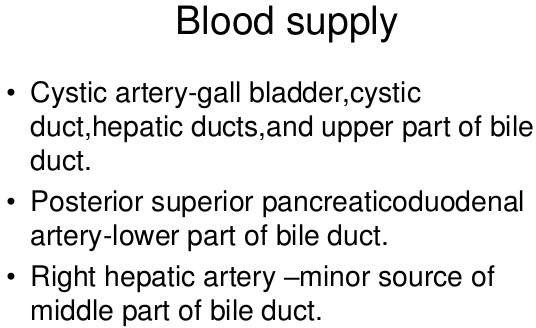 Blood supply
• Cystic artery-gall bladder,cystic
duct,hepatic ducts,and upper part of bile
duct.
• Posterior superior pancreaticoduodenal
artery-lower part of bile duct.
• Right hepatic artery –minor source of
middle part of bile duct.